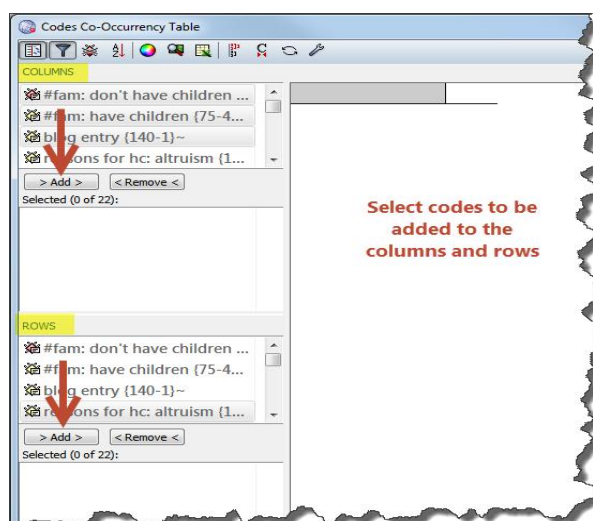 Codes Co-Occurrency Table
COLUMNS
#fam: don't have children ...
#fam: have children {75-4...
blog entry {140-1}~
reasons for hc: altruism {1...
> Add >
< Remove <
Selected (0 of 22):
Select codes to be
added to the
columns and rows
ROWS
#fam: don't have children ...
#fam: have children {75-4...
blog entry {140-1}~
reasons for hc: altruism {1...
> Add >
< Remove <
Selected (0 of 22):